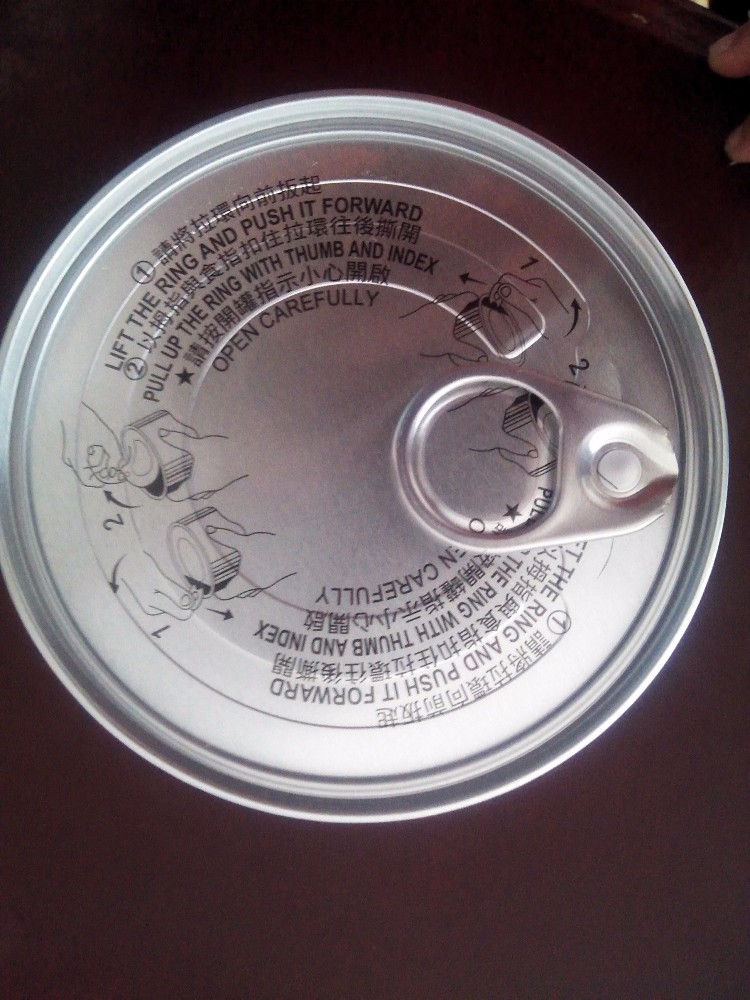 ① 請將拉環向前扳起
LIFT THE RING AND PUSH IT FORWARD
② 以拇指與食指扣住拉環往後撕開
PULL UP THE RING WITH THUMB AND INDEX
★ 請按開罐指示小心開啟
OPEN CAREFULLY
1
2
2
1
① 請將拉環向前扳起
THE RING AND PUSH IT FORWARD
以拇指與食指扣住拉環往後撕開
PULL
THE RING WITH THUMB AND INDEX
★
按開罐指示小心開啟
O
EN CAREFULLY